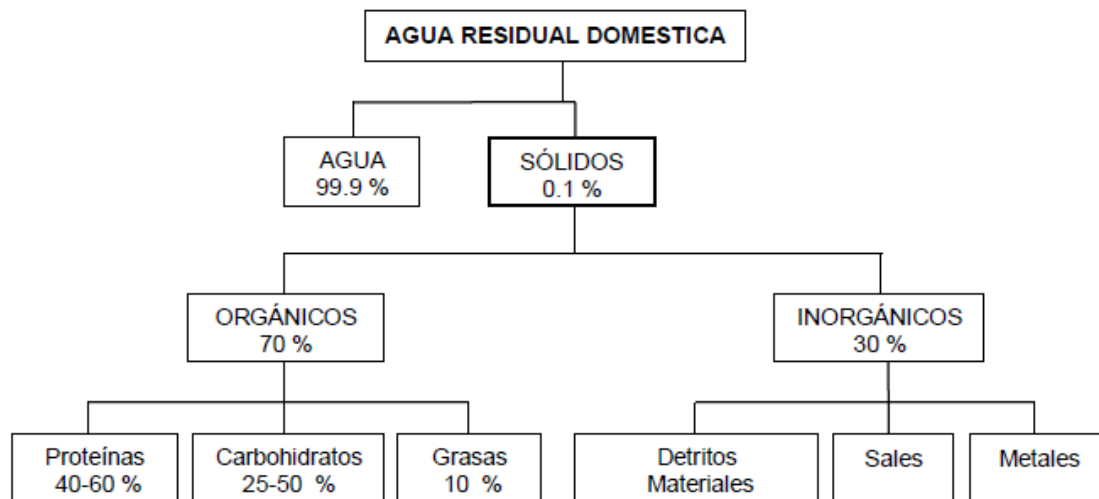 AGUA RESIDUAL DOMESTICA
AGUA
99.9 %
SÓLIDOS
0.1 %
ORGÁNICOS
70 %
INORGÁNICOS
30 %
Proteínas
40-60 %
Carbohidratos
25-50 %
Grasas
10 %
Detritos
Materiales
Sales
Metales